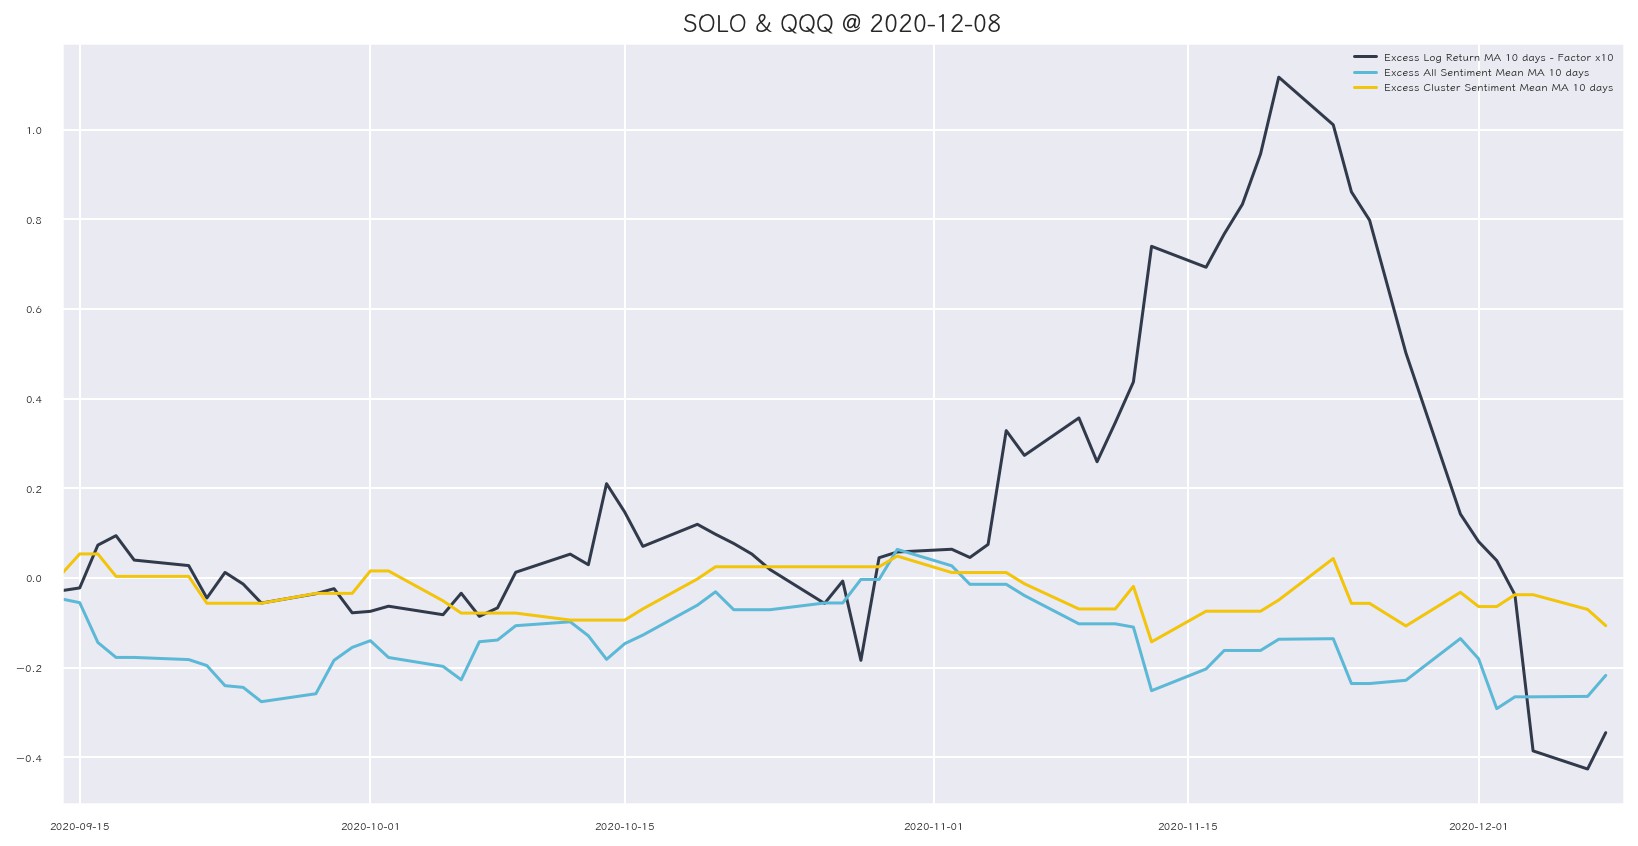 SOLO & QQQ @ 2020-12-08
Excess Log Return MA 10 days - Factor x10
Excess All Sentiment Mean MA 10 days
Excess Cluster Sentiment Mean MA 10 days
1.0
0.8
0.6
0.4
0.2
0.0
−0.2
−0.4
2020-09-15 2020-10-01 2020-10-15 2020-11-01 2020-11-15 2020-12-01